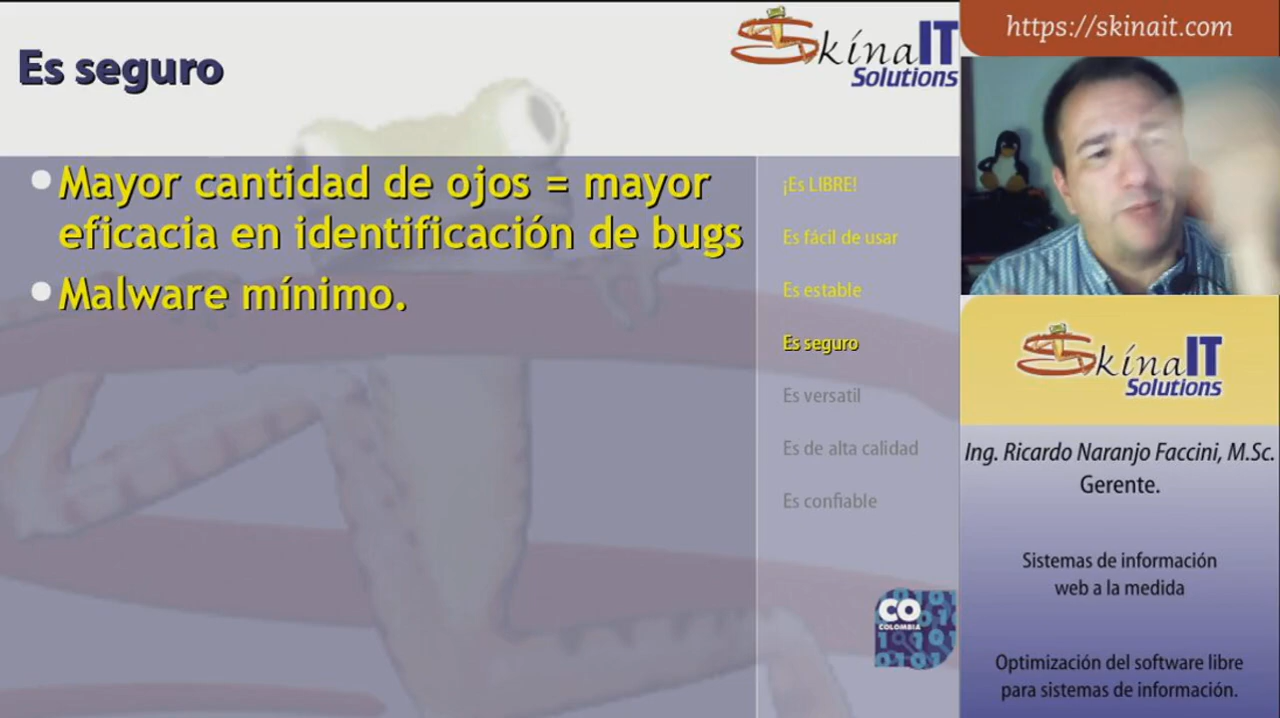 Es seguro
SkínaIT
Solutions
https://skinait.com
• Mayor cantidad de ojos = mayor
eficacia en identificación de bugs
• Malware mínimo.
¡Es LIBRE!
Es fácil de usar
Es estable
Es seguro
Es versatil
Es de alta calidad
Es confiable
CO
COLOMBIA
SkínaIT
Solutions
Ing. Ricardo Naranjo Faccini, M.Sc.
Gerente.
Sistemas de información
web a la medida
Optimización del software libre
para sistemas de información.